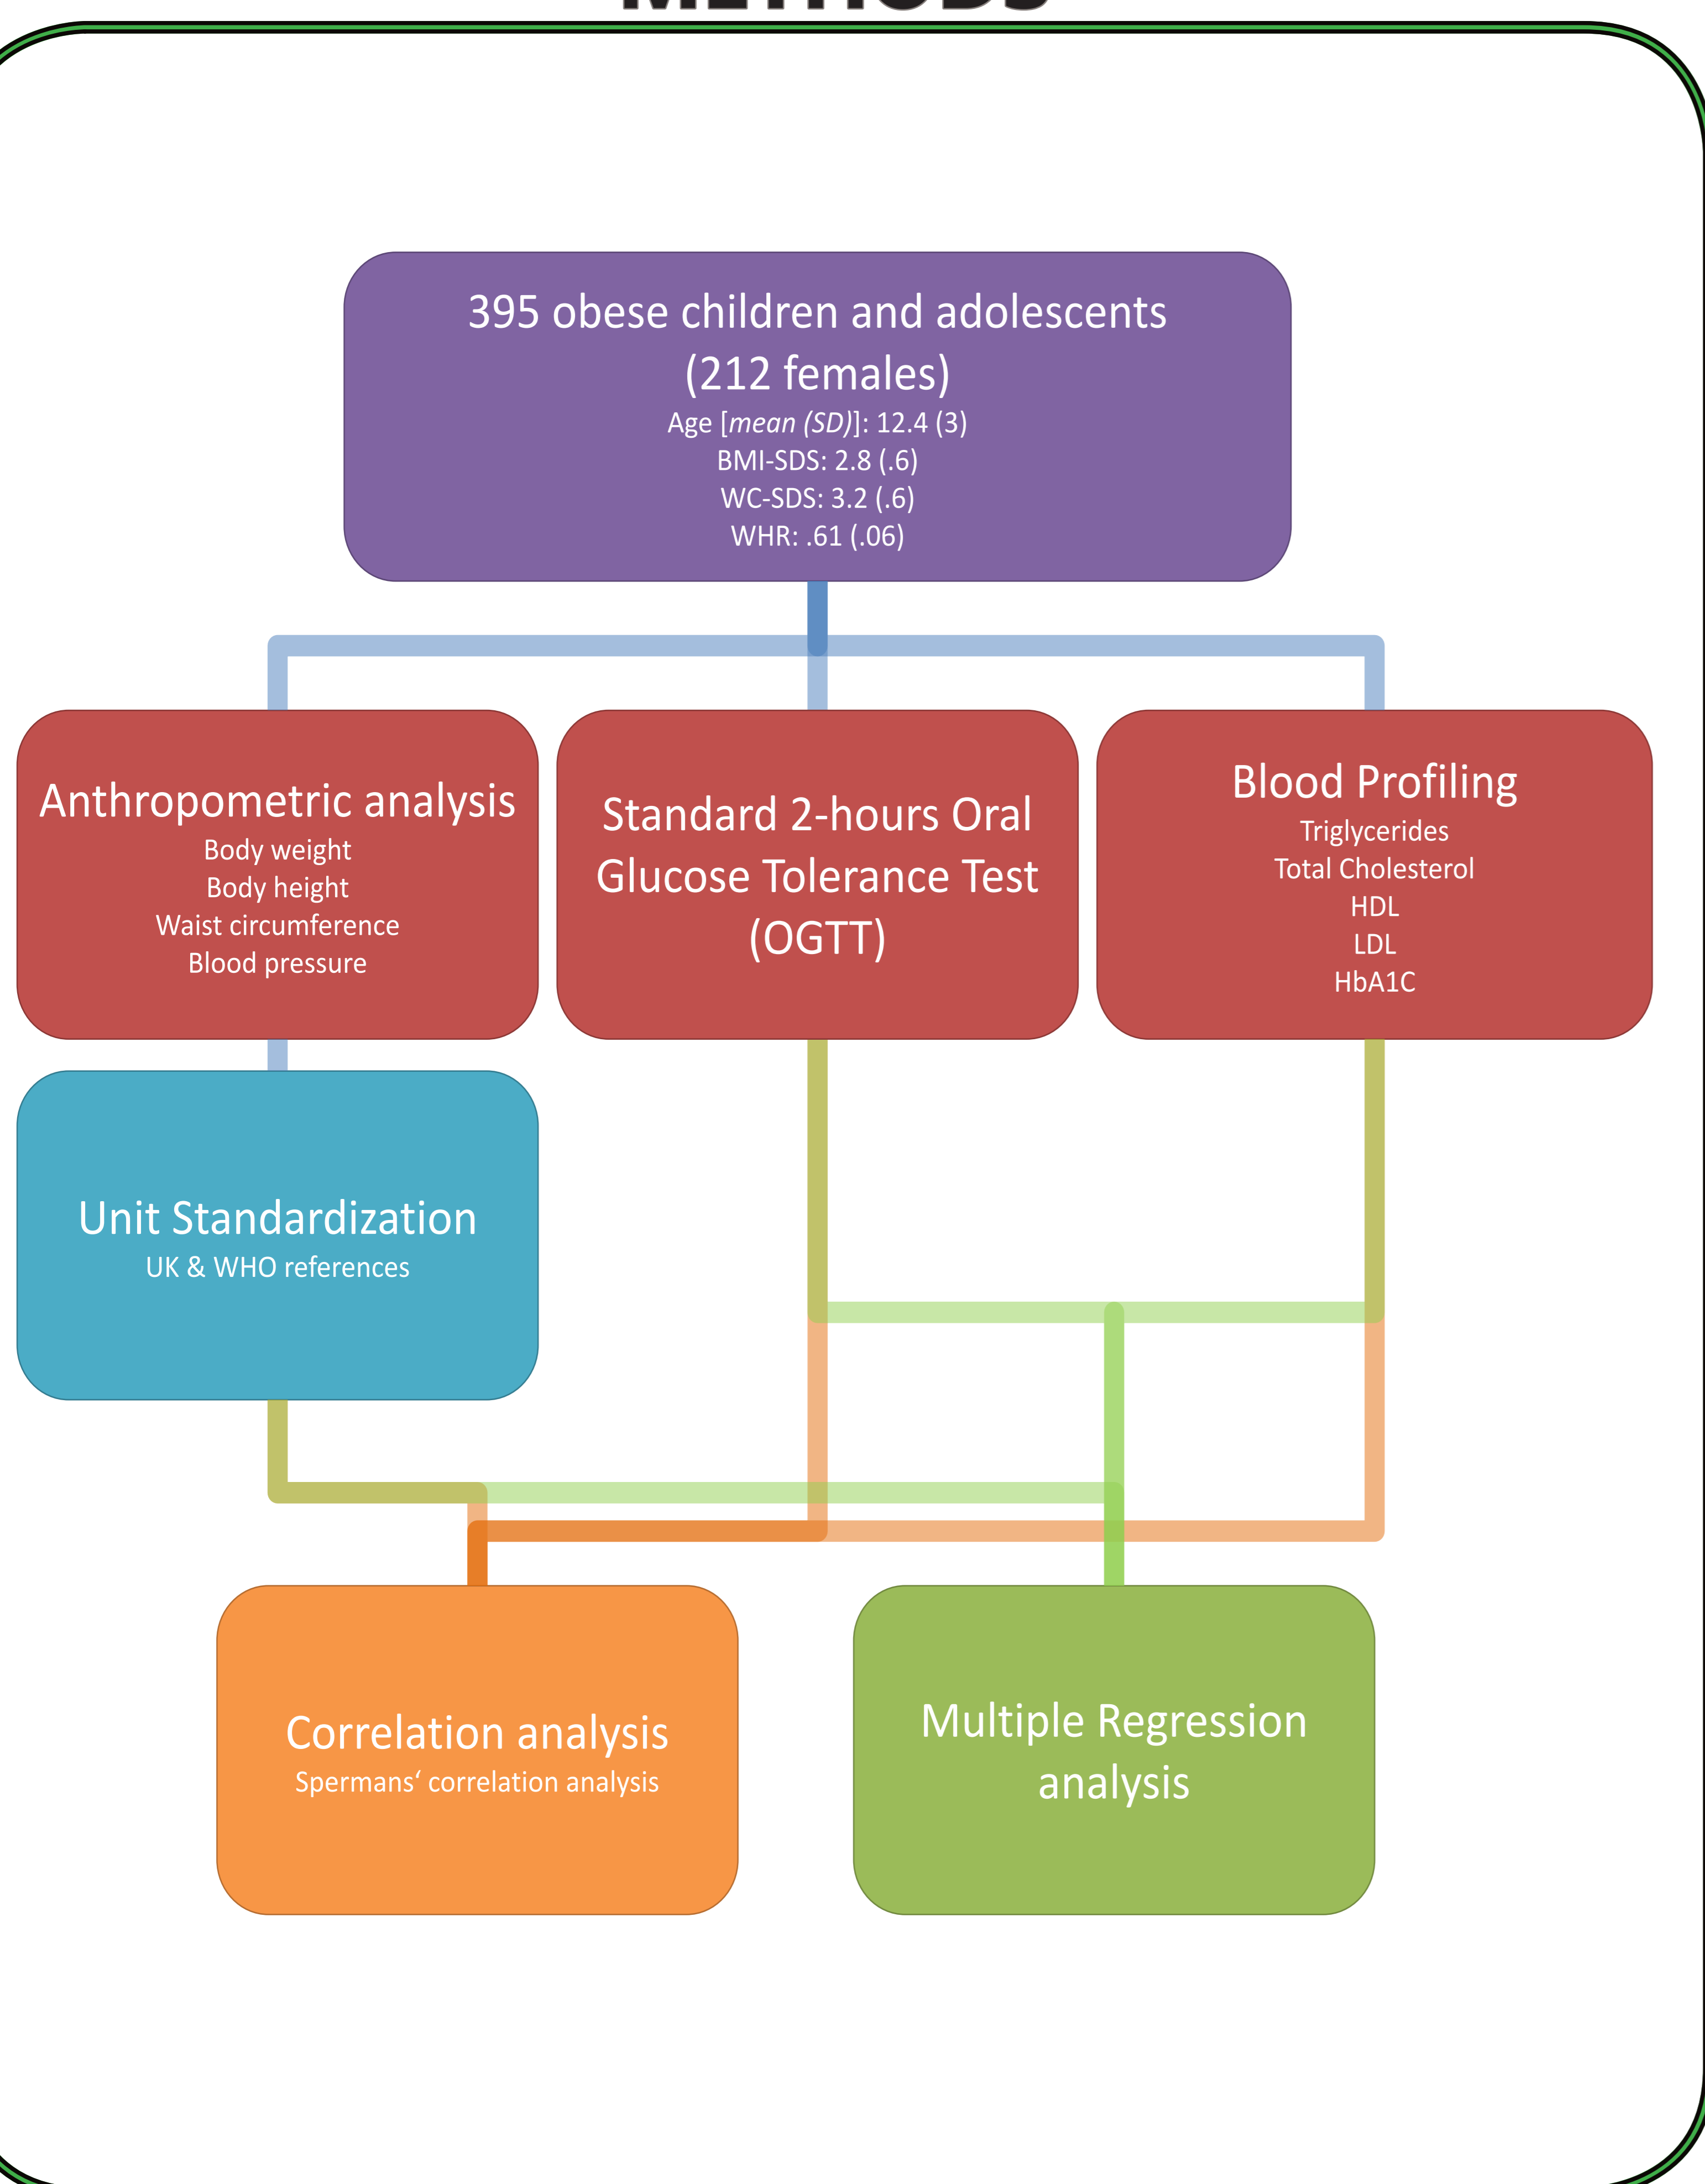 METHODS
395 obese children and adolescents
(212 females)
Age [mean (SD)]: 12.4 (3)
BMI-SDS: 2.8 (.6)
WC-SDS: 3.2 (.6)
WHR: .61 (.06)
Anthropometric analysis
Body weight
Body height
Waist circumference
Blood pressure
Standard 2-hours Oral
Glucose Tolerance Test
(OGTT)
Blood Profiling
Triglycerides
Total Cholesterol
HDL
LDL
HbA1C
Unit Standardization
UK & WHO references
Correlation analysis
Spermans‘ correlation analysis
Multiple Regression
analysis